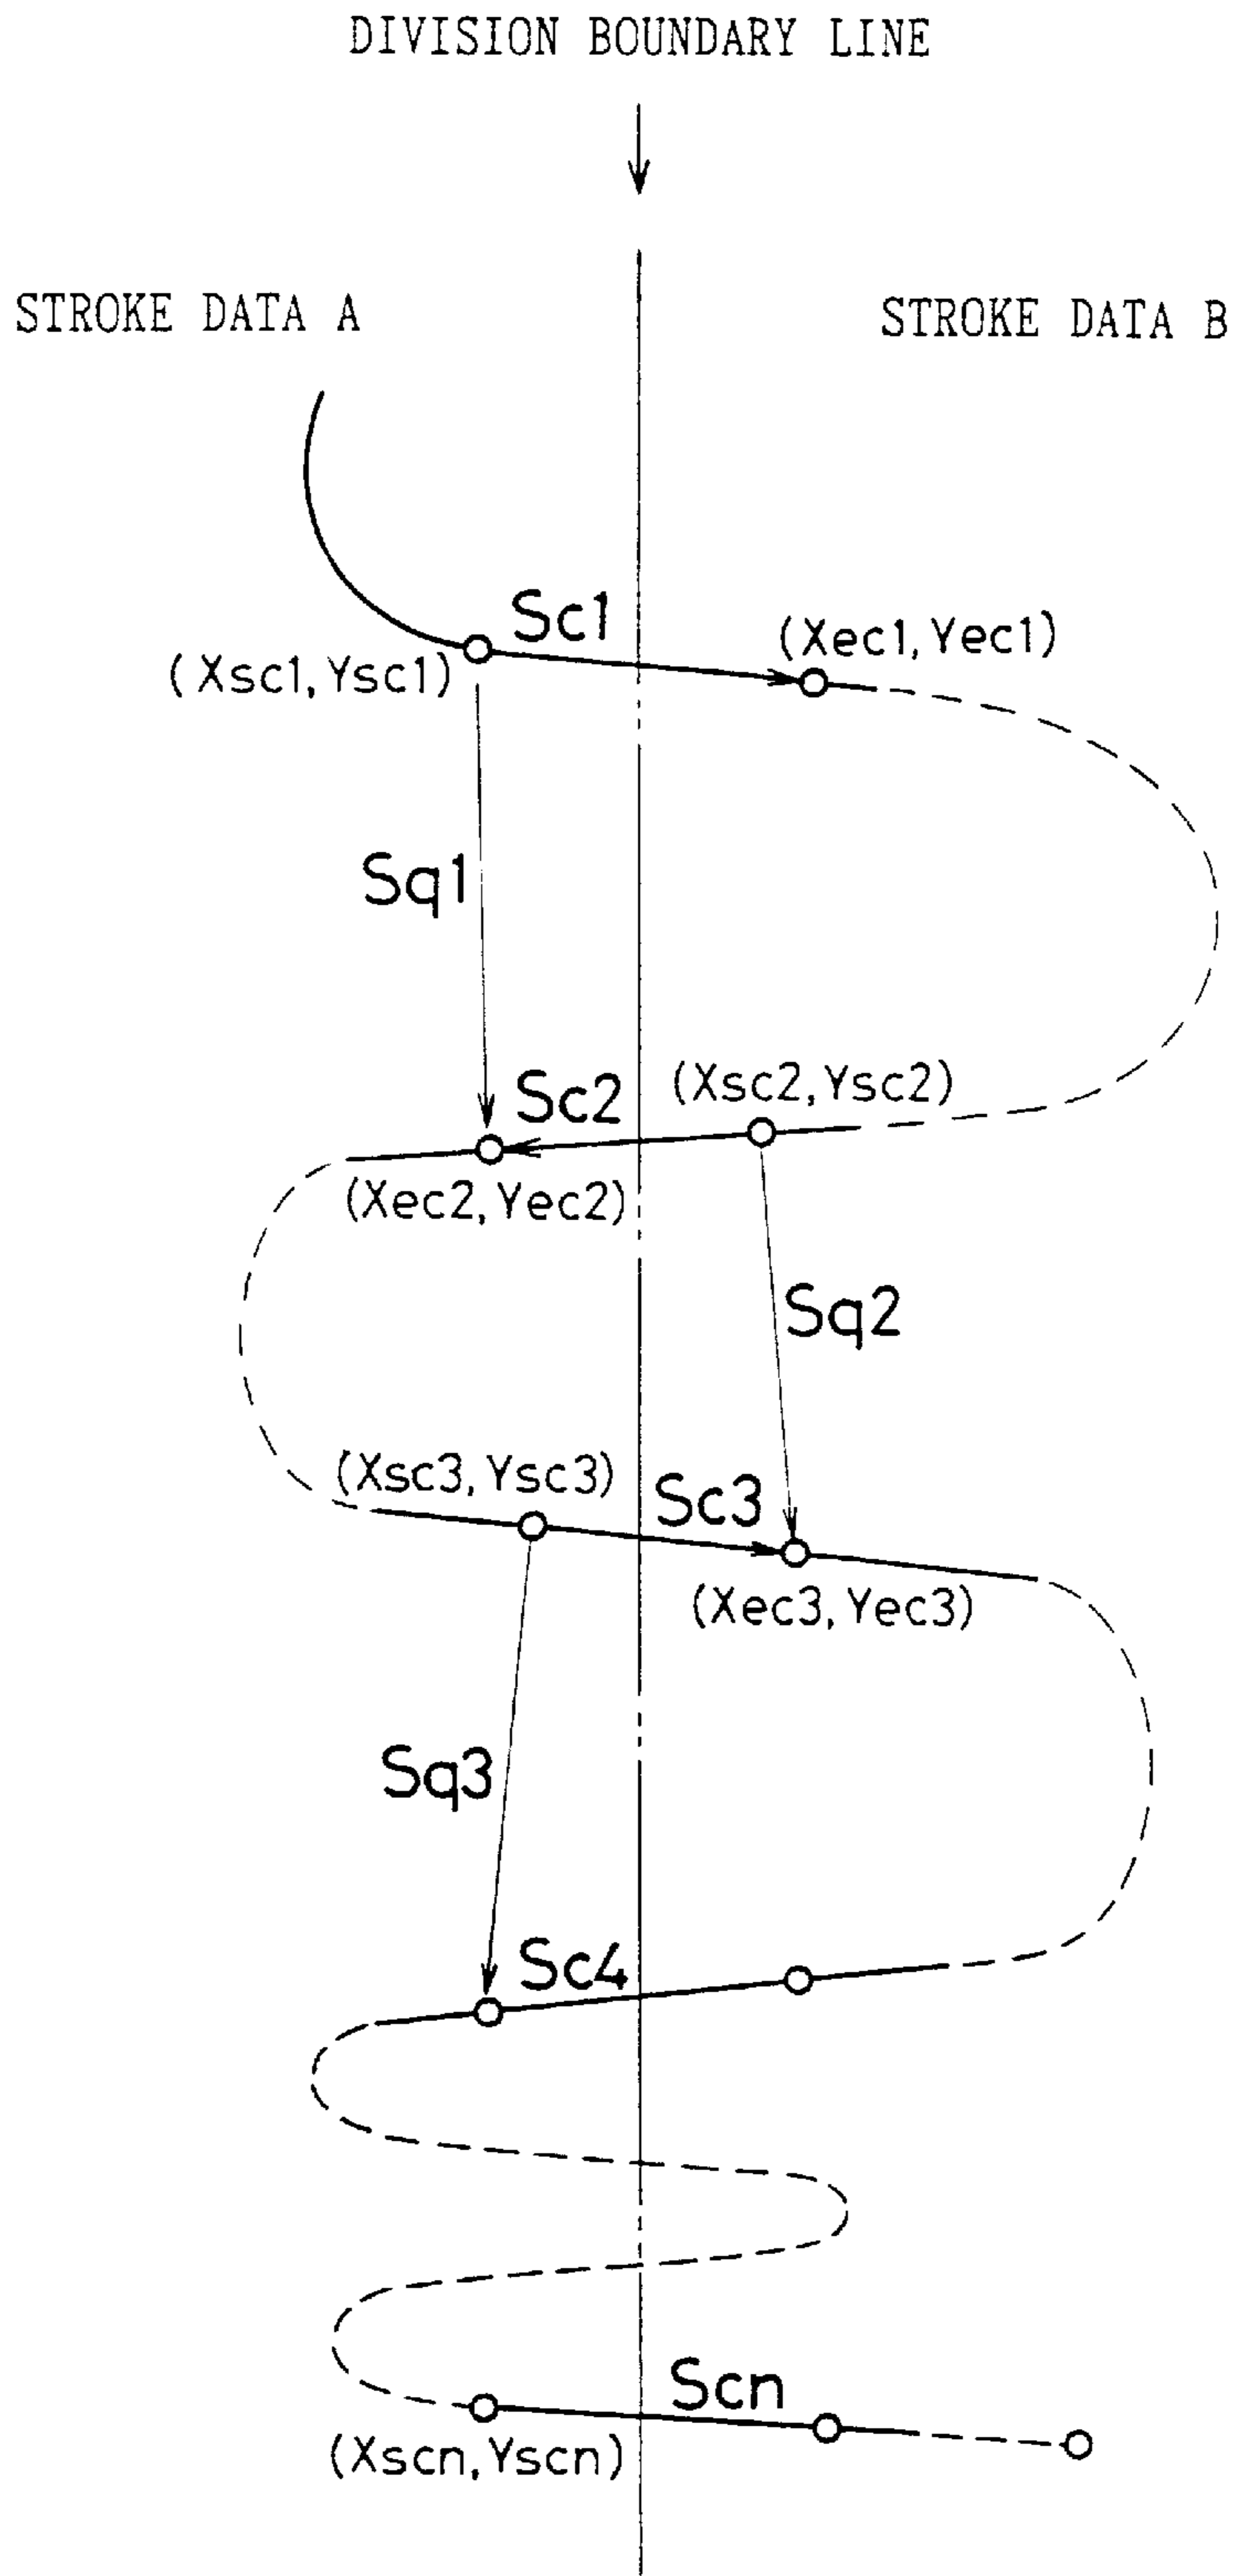 DIVISION BOUNDARY LINE
STROKE DATA A
STROKE DATA B
Sc1
(Xec1, Yec1)
(Xsc1, Ysc1)
Sq1
Sc2
(Xsc2, Ysc2)
(Xec2, Yec2)
Sq2
(Xsc3, Ysc3)
Sc3
(Xec3, Yec3)
Sq3
Sc4
Scn
(Xscn, Yscn)